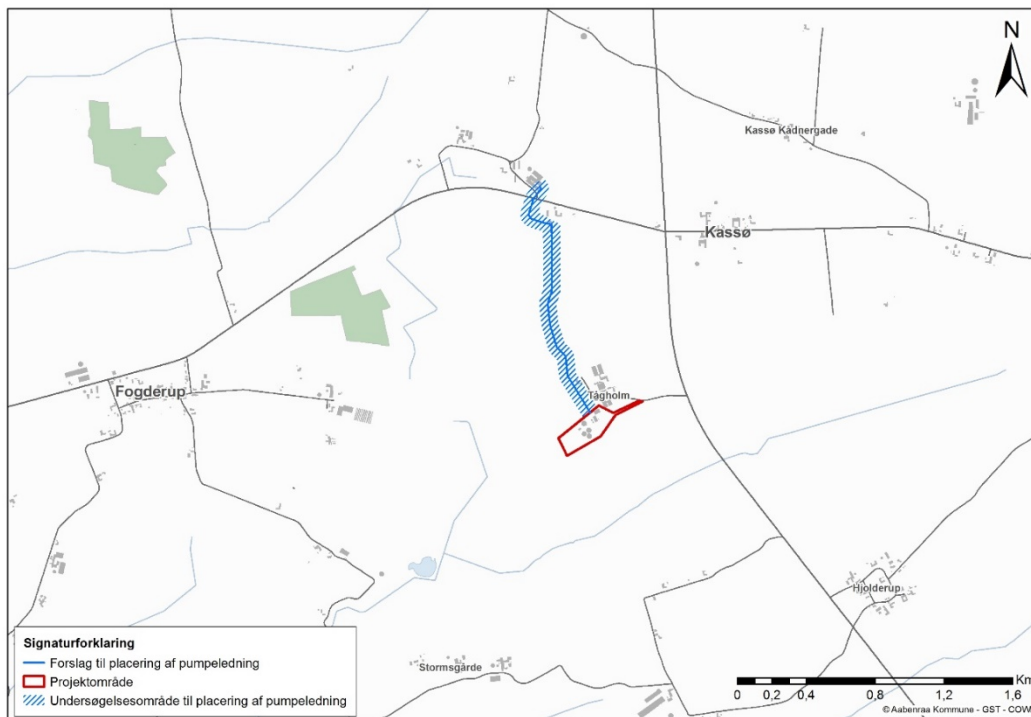 N
Kassø Kådnergade
Kassø
Fogderup
Tågholm
Hjolderup
Stormsgårde
Signaturforklaring
Forslag til placering af pumpeledning
Projektområde
Undersøgelsesområde til placering af pumpeledning
Km
0 0,2 0,4 0,8 1,2 1,6
© Aabenraa Kommune - GST - COWI